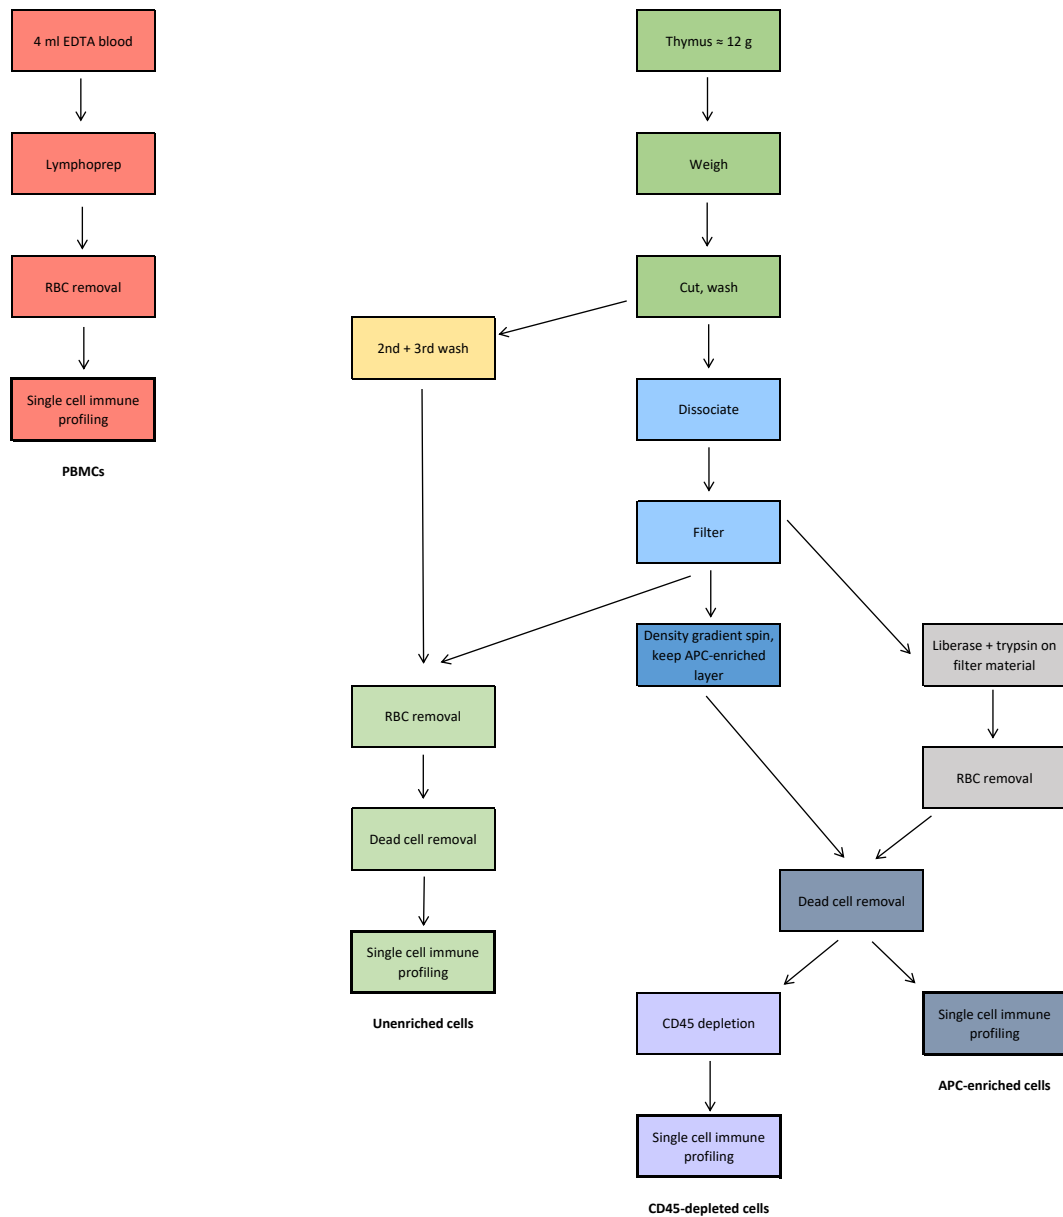 4 ml EDTA blood
Lymphoprep
RBC removal
Single cell immune
profiling
PBMCs
Thymus ≈ 12 g
Weigh
Cut, wash
2nd + 3rd wash
Dissociate
Filter
Density gradient spin,
keep APC-enriched
layer
Liberase + trypsin on
filter material
RBC removal
RBC removal
Dead cell removal
Single cell immune
profiling
Unenriched cells
Dead cell removal
CD45 depletion
Single cell immune
profiling
CD45-depleted cells
Single cell immune
profiling
APC-enriched cells